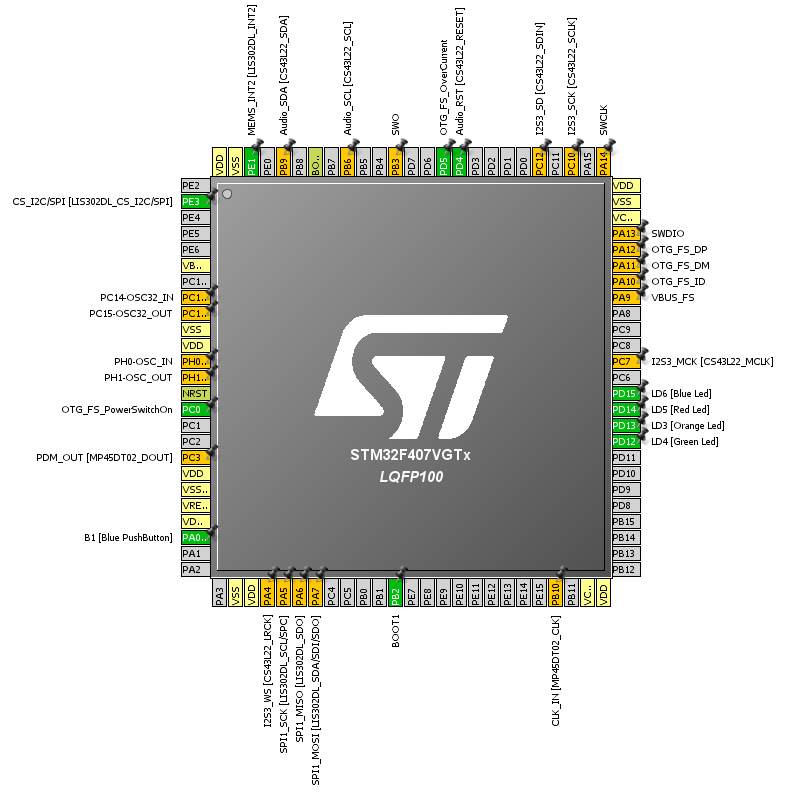 MEMS_INT2 [LIS302DL_INT2]
Audio_SDA [CS43L22_SDA]
Audio_SCL [CS43L22_SCL]
SWO
OTG_FS_OverCurrent
Audio_RST [CS43L22_RESET]
I2S3_SD [CS43L22_SDIN]
I2S3_SCK [CS43L22_SCLK]
SWCLK
VDD
VSS
PE1
PE0
PB9
PB8
BO..
PB7
PB6
PB5
PB4
PB3
PD7
PD6
PD5
PD4
PD3
PD2
PD1
PD0
PC12
PC11
PC10
PA15
PA14
PE2
CS_I2C/SPI [LIS302DL_CS_I2C/SPI] PE3
PE4
PE5
PE6
VB..
PC1..
PC14-OSC32_IN PC1..
PC15-OSC32_OUT PC1..
VSS
VDD
PH0-OSC_IN PH0..
PH1-OSC_OUT PH1..
NRST
OTG_FS_PowerSwitchOn PC0
PC1
PC2
PDM_OUT [MP45DT02_DOUT] PC3
VDD
VSS..
VRE..
VD..
B1 [Blue PushButton] PA0..
PA1
PA2
ST
STM32F407VGTx
LQFP100
VDD
VSS
VC..
PA13 SWDIO
PA12 OTG_FS_DP
PA11 OTG_FS_DM
PA10 OTG_FS_ID
PA9 VBUS_FS
PA8
PC9
PC8
PC7 I2S3_MCK [CS43L22_MCLK]
PC6
PD15 LD6 [Blue Led]
PD14 LD5 [Red Led]
PD13 LD3 [Orange Led]
PD12 LD4 [Green Led]
PD11
PD10
PD9
PD8
PB15
PB14
PB13
PB12
PA3
VSS
VDD
PA4
PA5
PA6
PA7
PC4
PC5
PB0
PB1
PB2
PE7
PE8
PE9
PE10
PE11
PE12
PE13
PE14
PE15
PB10
PB11
VC..
VDD
I2S3_WS [CS43L22_LRCK]
SPI1_SCK [LIS302DL_SCL/SPC]
SPI1_MISO [LIS302DL_SDO]
SPI1_MOSI [LIS302DL_SDA/SDI/SDO]
BOOT1
CLK_IN [MP45DT02_CLK]